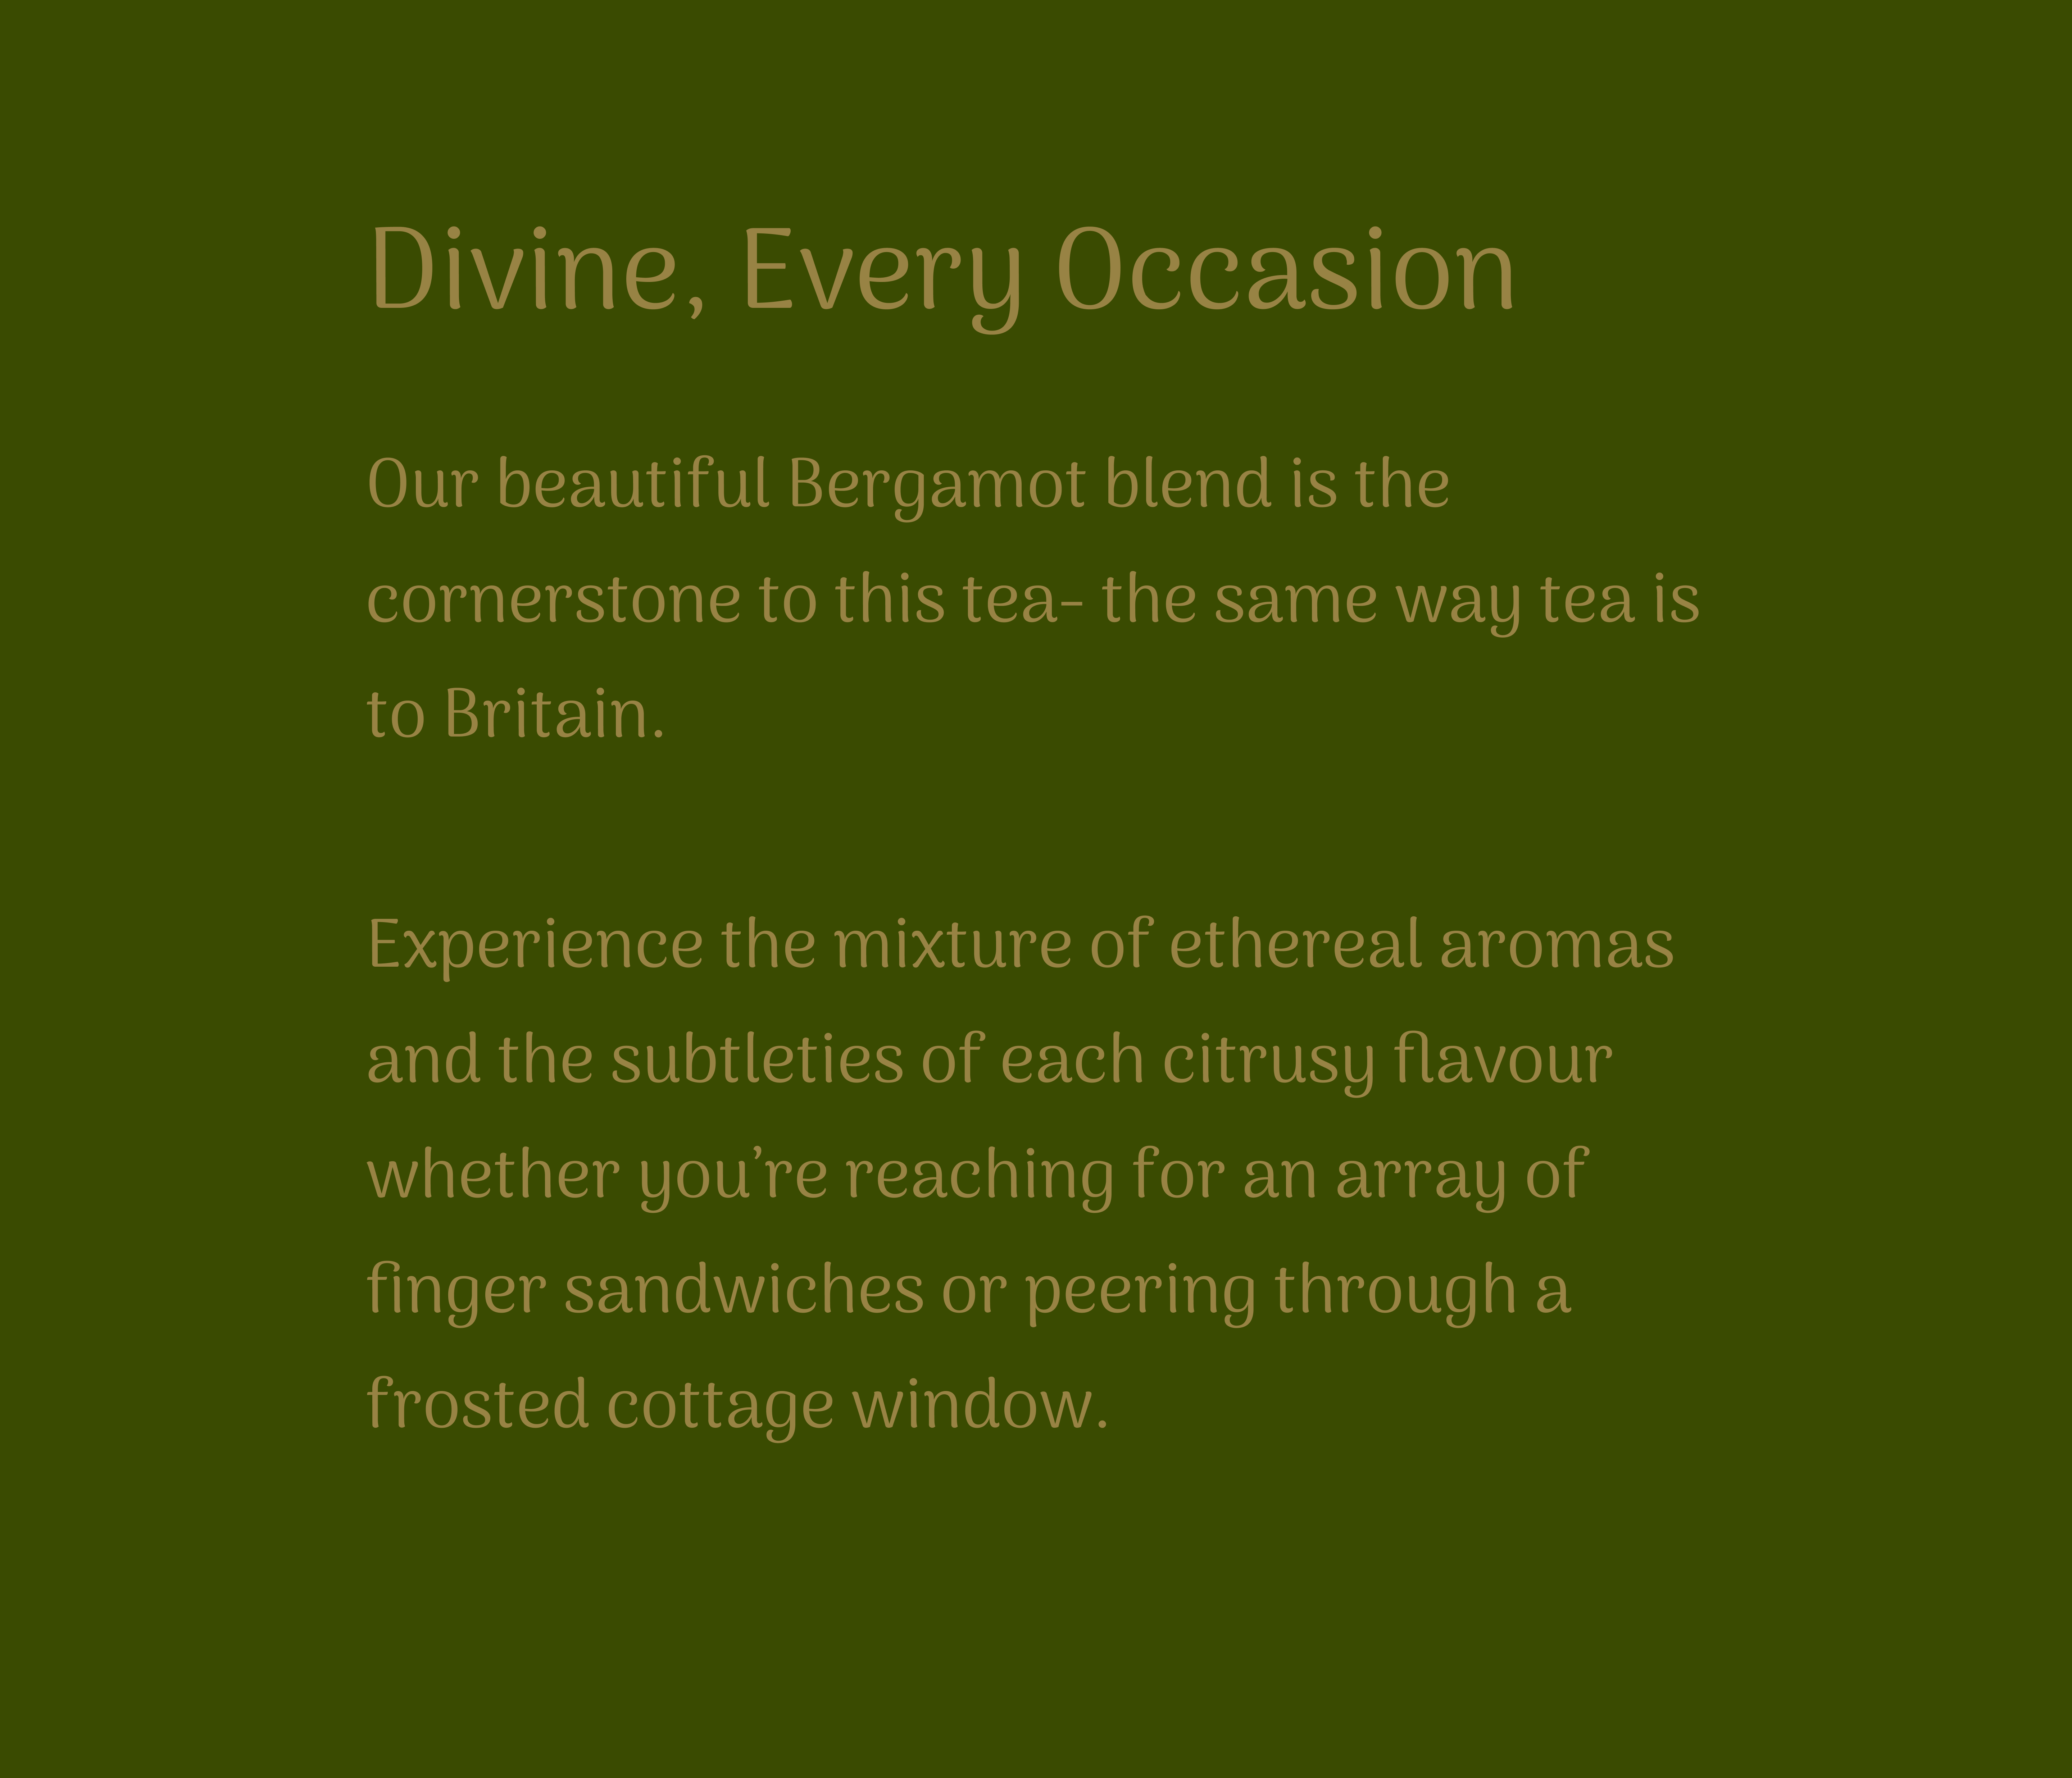 Divine, Every Occasion
Our beautiful Bergamot blend is the
cornerstone to this tea- the same way tea is
to Britain.
Experience the mixture of ethereal aromas
and the subtleties of each citrusy flavour
whether you’re reaching for an array of
finger sandwiches or peering through a
frosted cottage window.